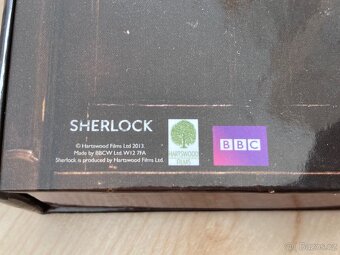 SHERLOCK
© Hartswood Films Ltd 2013.
Made by BBCW Ltd. W12 7FA
Sherlock is produced by Hartswood Films Ltd.
HARTSWOOD
FILMS
BBC